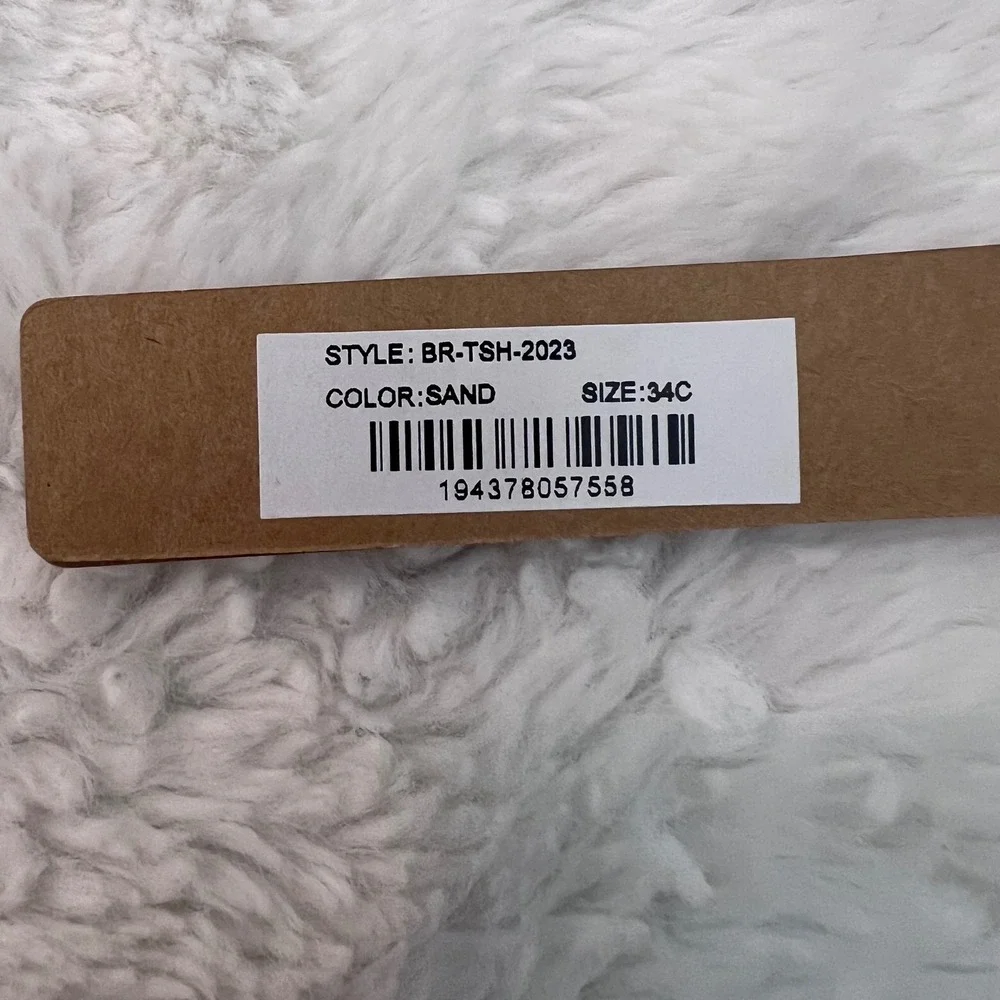 STYLE: BR-TSH-2023
COLOR:SAND SIZE:34C
194378057558